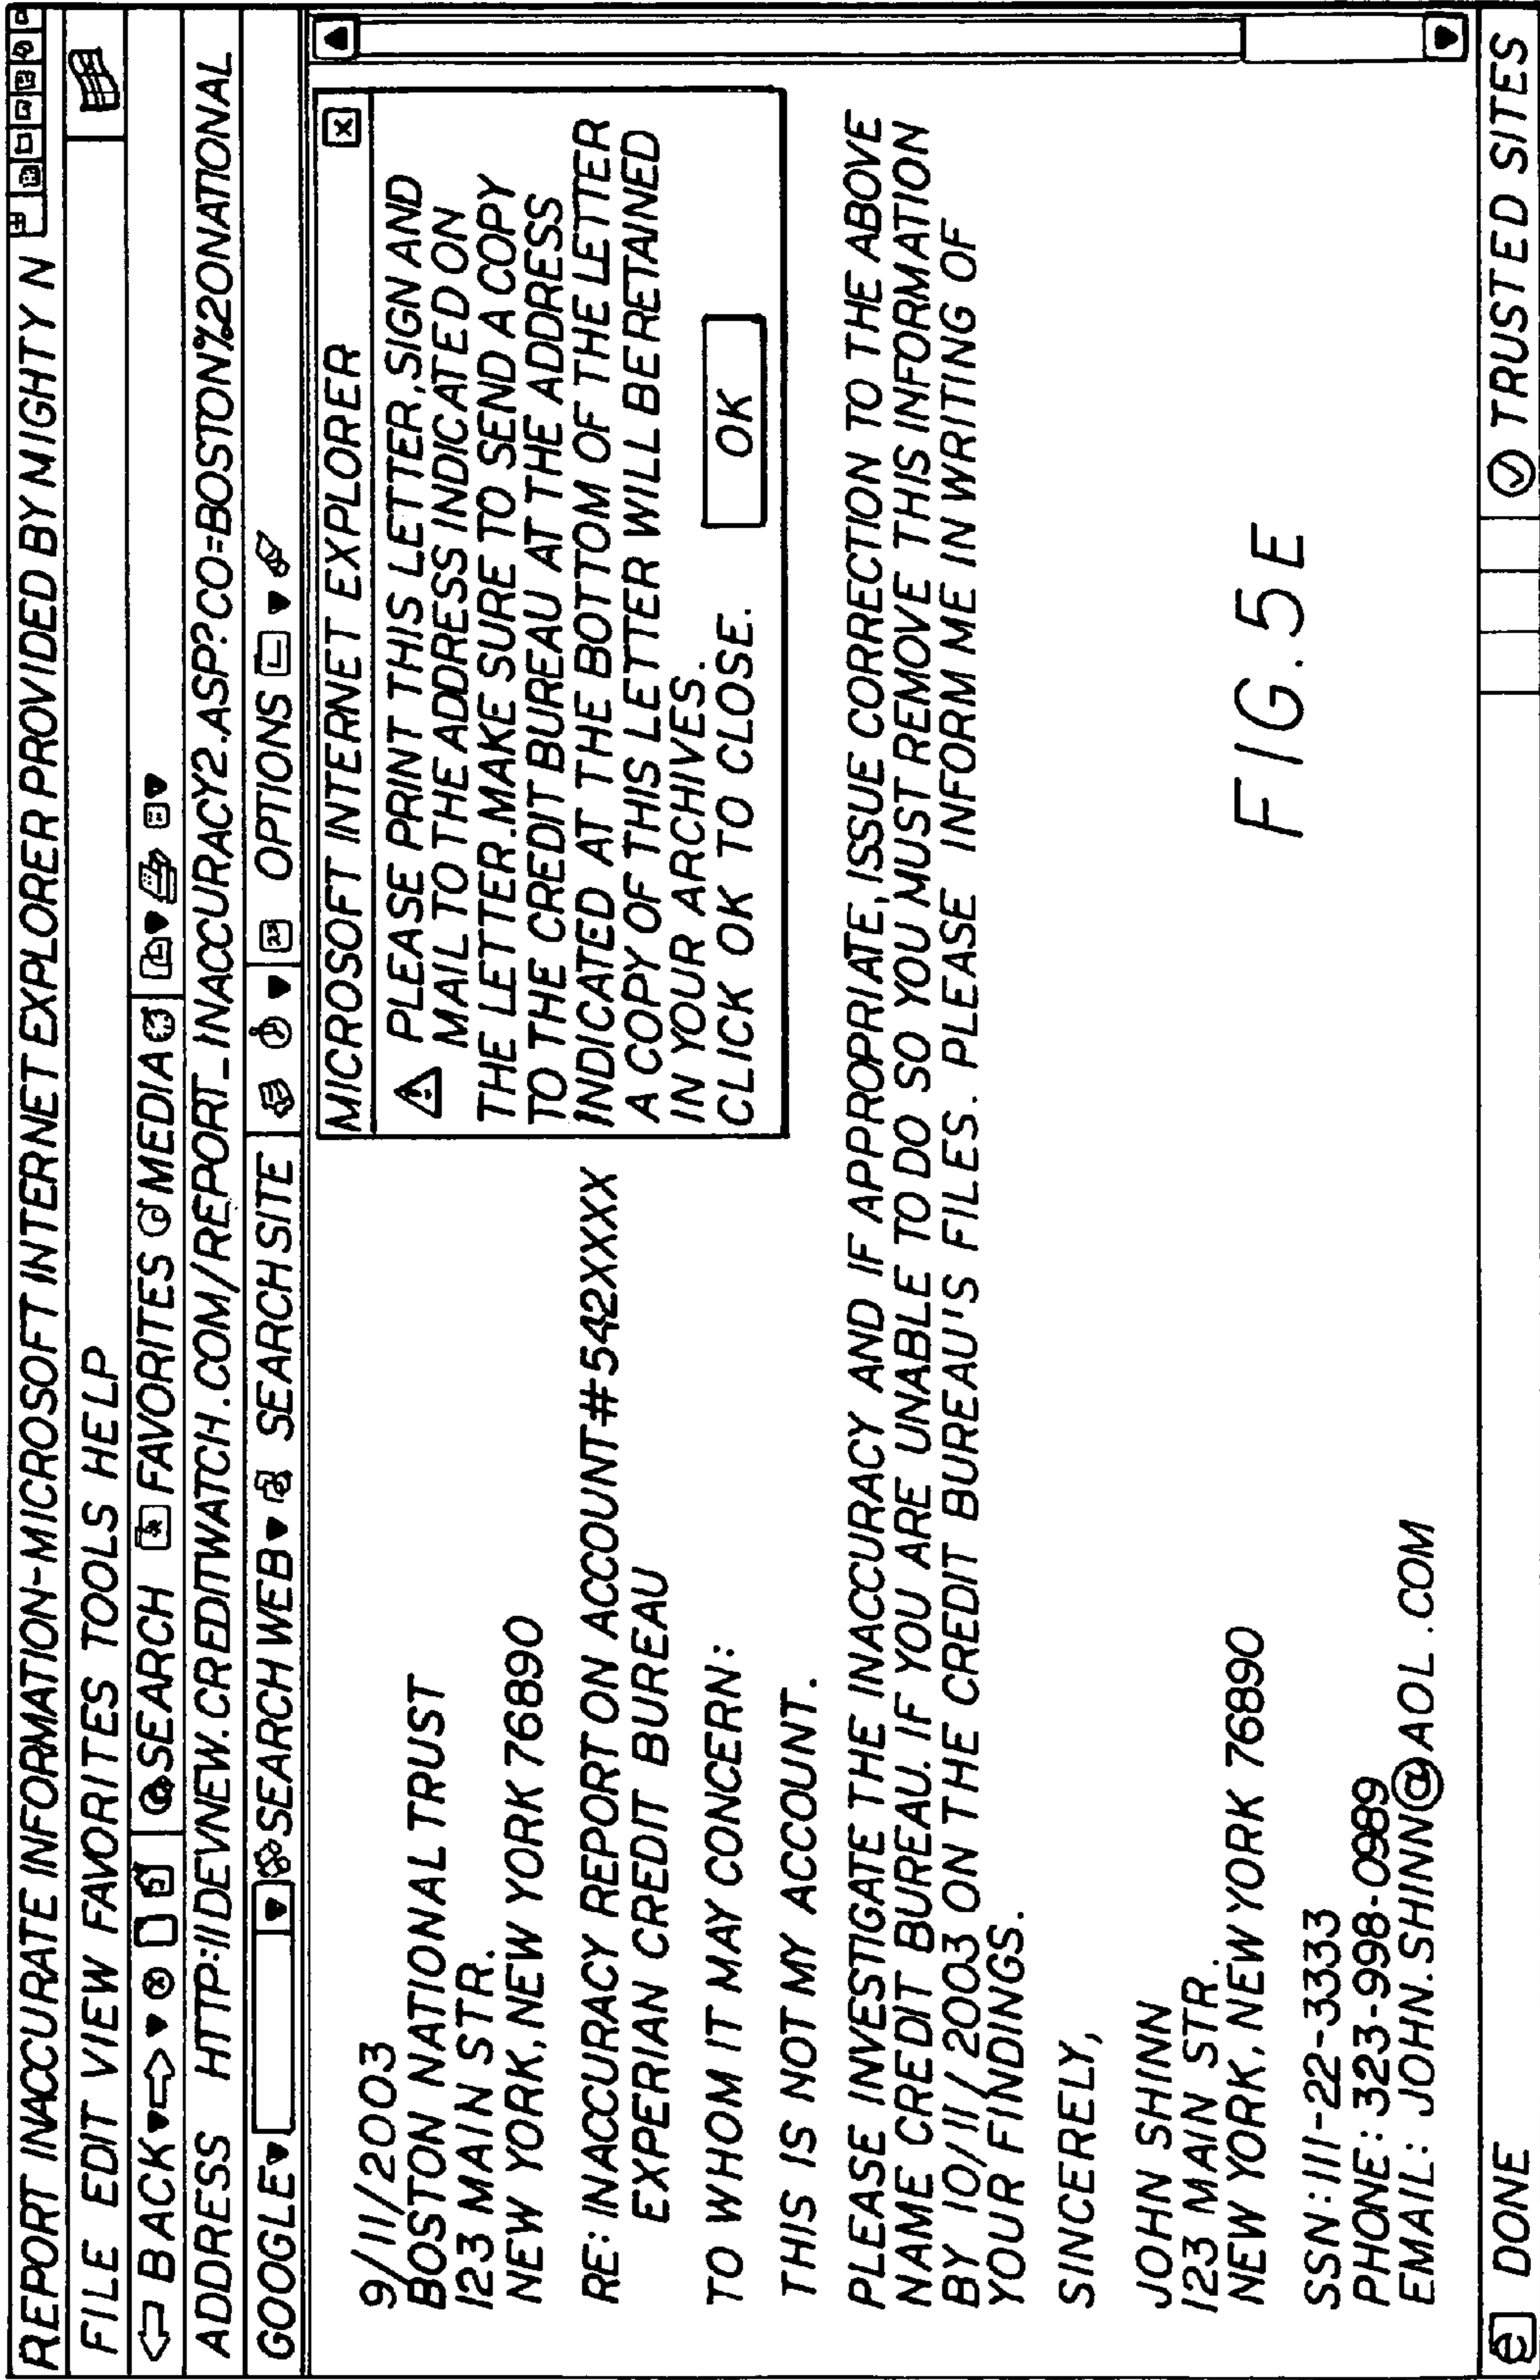 REPORT INACCURATE INFORMATION-MICROSOFT INTERNET EXPLORER PROVIDED BY MIGHTY N
FILE EDIT VIEW FAVORITES TOOLS HELP
BACK SEARCH FAVORITES MEDIA
ADDRESS HTTP://DEVNEW.CREDITWATCH.COM/REPORT_INACCURACY2.ASP?CO=BOSTON%20NATIONAL
GOOGLE SEARCH WEB SEARCH SITE OPTIONS
MICROSOFT INTERNET EXPLORER X
PLEASE PRINT THIS LETTER, SIGN AND
MAIL TO THE ADDRESS INDICATED ON
THE LETTER. MAKE SURE TO SEND A COPY
TO THE CREDIT BUREAU AT THE ADDRESS
INDICATED AT THE BOTTOM OF THE LETTER
A COPY OF THIS LETTER WILL BE RETAINED
IN YOUR ARCHIVES.
CLICK OK TO CLOSE.
OK
9/11/2003
BOSTON NATIONAL TRUST
123 MAIN STR.
NEW YORK, NEW YORK 76890
RE: INACCURACY REPORT ON ACCOUNT #542XXXX
EXPERIAN CREDIT BUREAU
TO WHOM IT MAY CONCERN:
THIS IS NOT MY ACCOUNT.
PLEASE INVESTIGATE THE INACCURACY AND IF APPROPRIATE, ISSUE CORRECTION TO THE ABOVE
NAME CREDIT BUREAU. IF YOU ARE UNABLE TO DO SO YOU MUST REMOVE THIS INFORMATION
BY 10/11/2003 ON THE CREDIT BUREAU'S FILES. PLEASE INFORM ME IN WRITING OF
YOUR FINDINGS.
SINCERELY,
JOHN SHINN
123 MAIN STR.
NEW YORK, NEW YORK 76890
SSN: 111-22-3333
PHONE: 323-998-0989
EMAIL: JOHN.SHINN@AOL.COM
FIG. 5E
DONE TRUSTED SITES